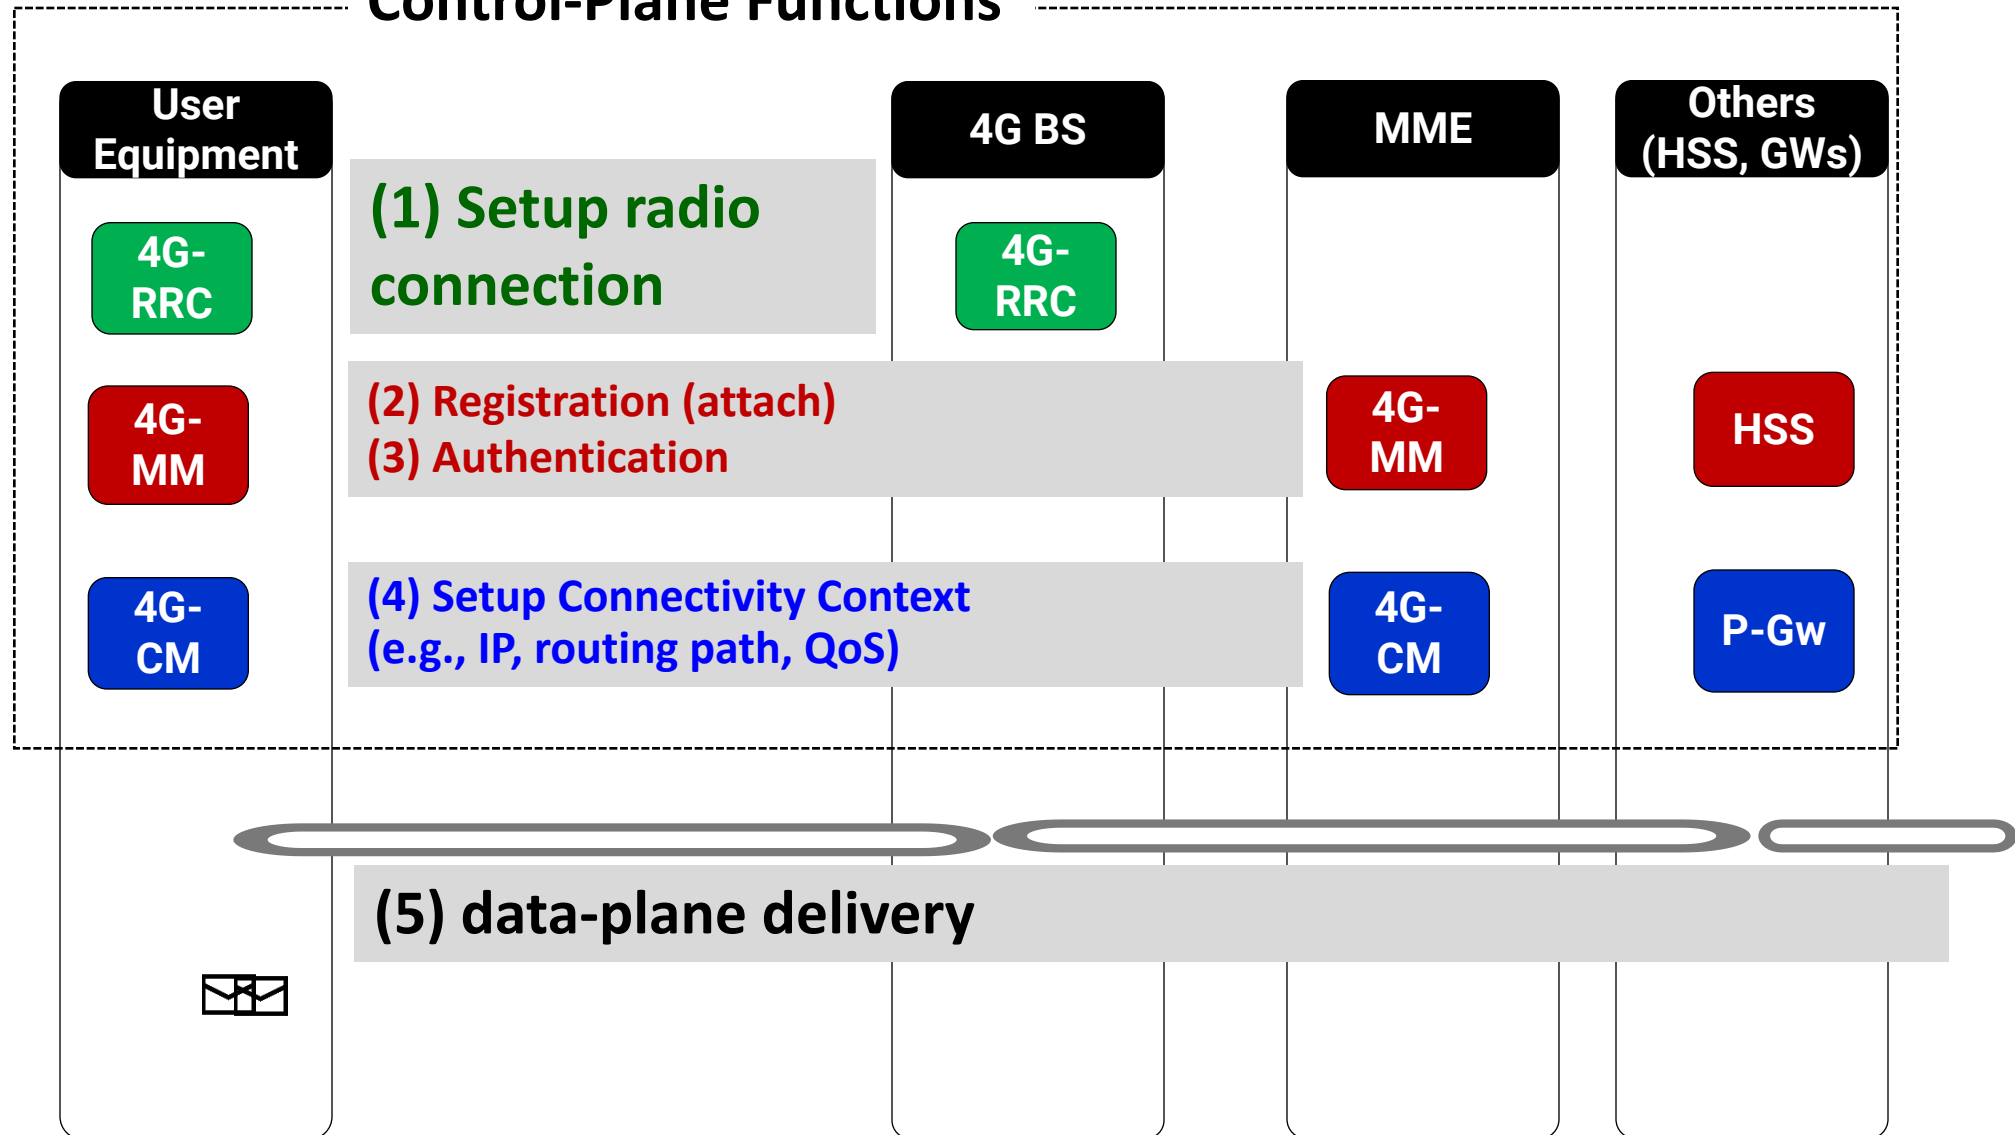 Control-Plane Functions
User
Equipment
4G BS
MME
Others
(HSS, GWs)
(1) Setup radio
connection
4G-
RRC
4G-
RRC
(2) Registration (attach)
(3) Authentication
4G-
MM
4G-
MM
HSS
(4) Setup Connectivity Context
(e.g., IP, routing path, QoS)
4G-
CM
4G-
CM
P-Gw
(5) data-plane delivery